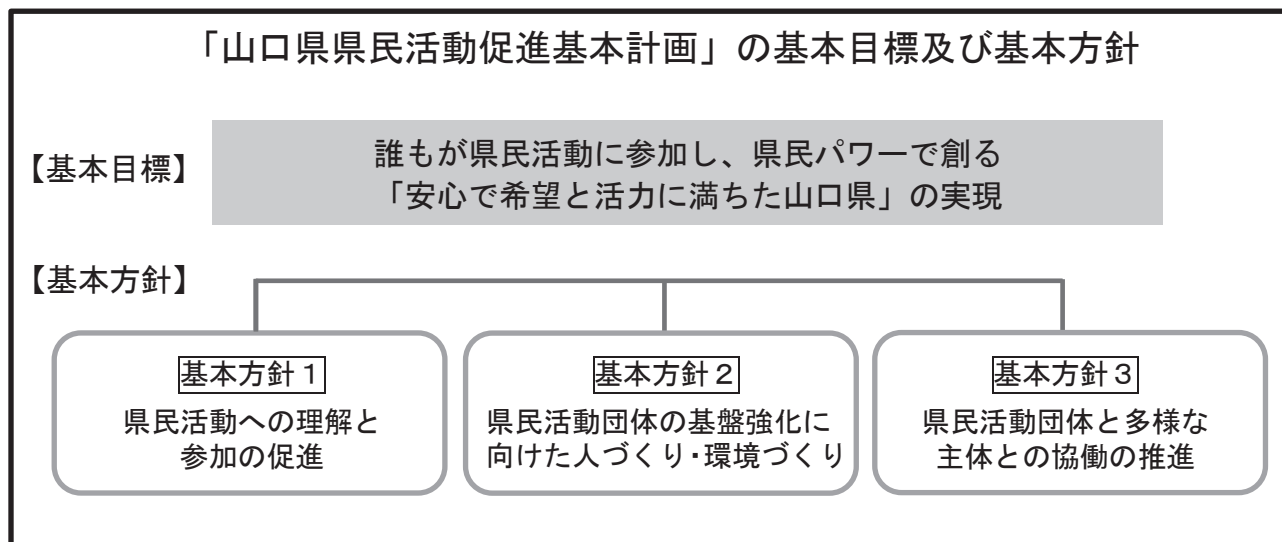 「山口県県民活動促進基本計画」の基本目標及び基本方針
【基本目標】
誰もが県民活動に参加し、県民パワーで創る
「安心で希望と活力に満ちた山口県」の実現
【基本方針】
基本方針１
県民活動への理解と
参加の促進
基本方針２
県民活動団体の基盤強化に
向けた人づくり・環境づくり
基本方針３
県民活動団体と多様な
主体との協働の推進